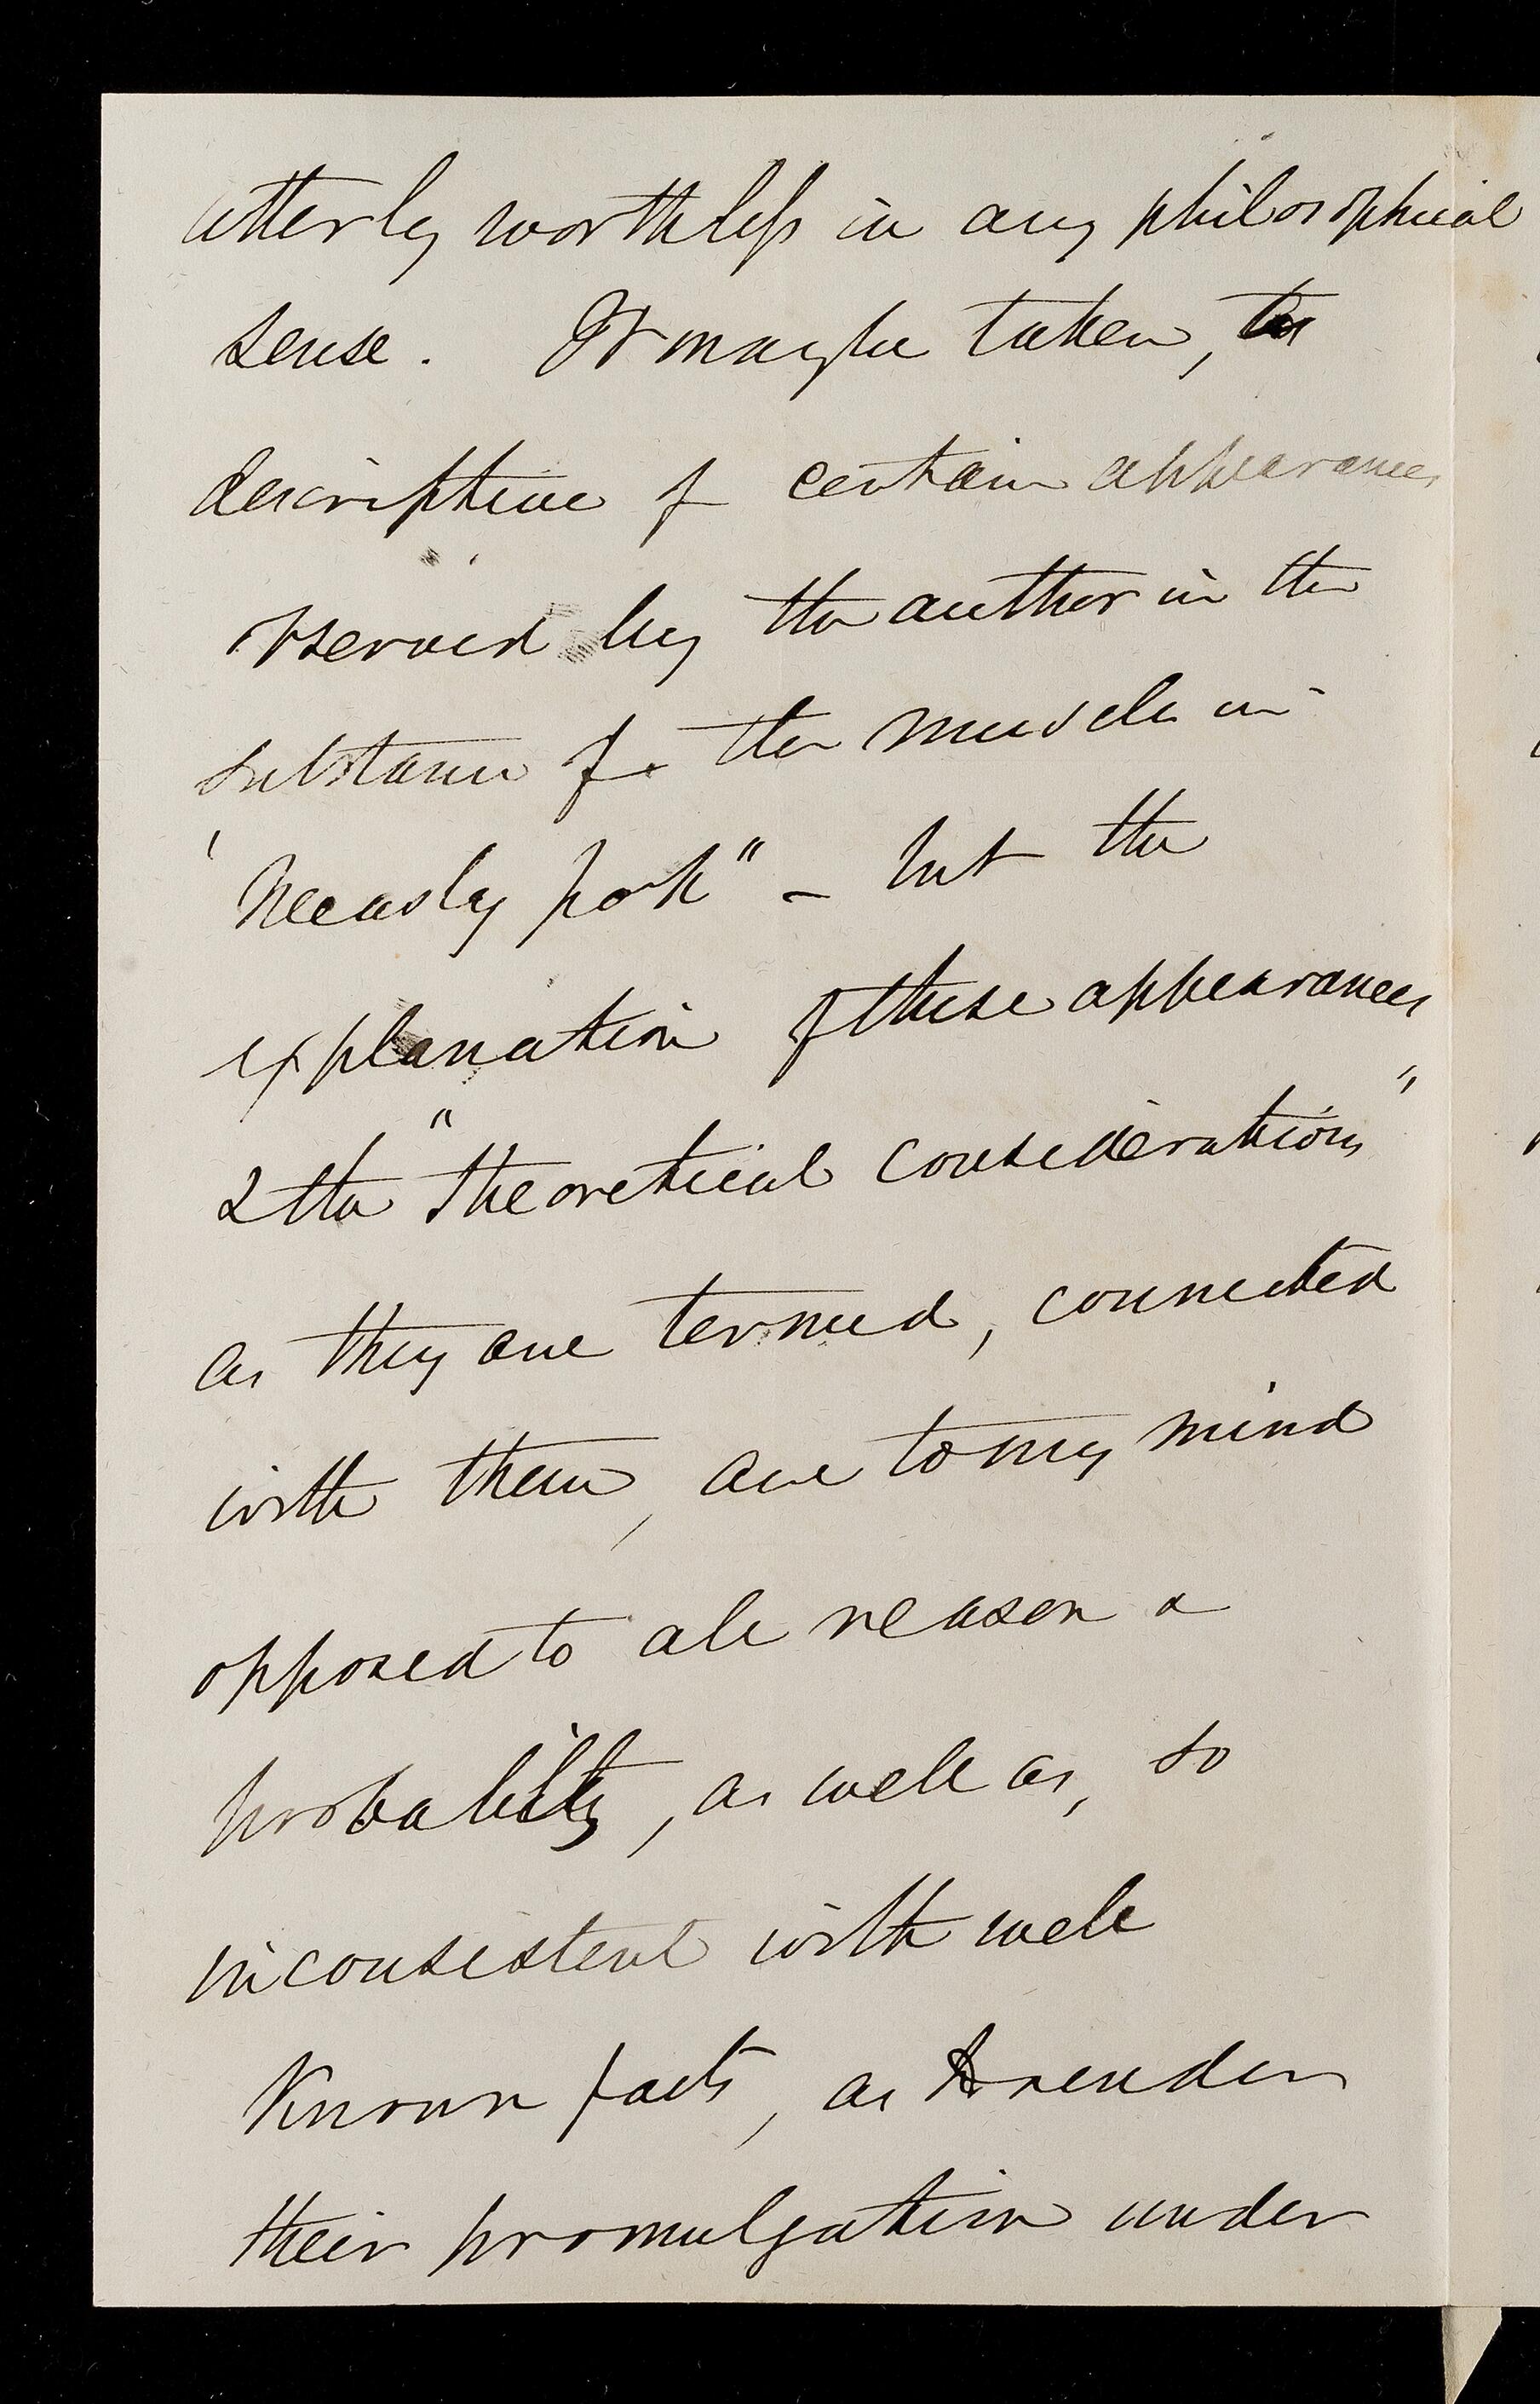 utterly worthless in any philosophical
sense. It may be taken, as
descriptive of certain appearances
observed by the author in the
substance of the muscle in
"Measly pork" – but the
explanation of these appearances
& the "theoretical considerations"
as they are termed, connected
with them, are to my mind
opposed to all reason &
probability, as well as, so
inconsistent with well
Known facts, as to render
their promulgation under